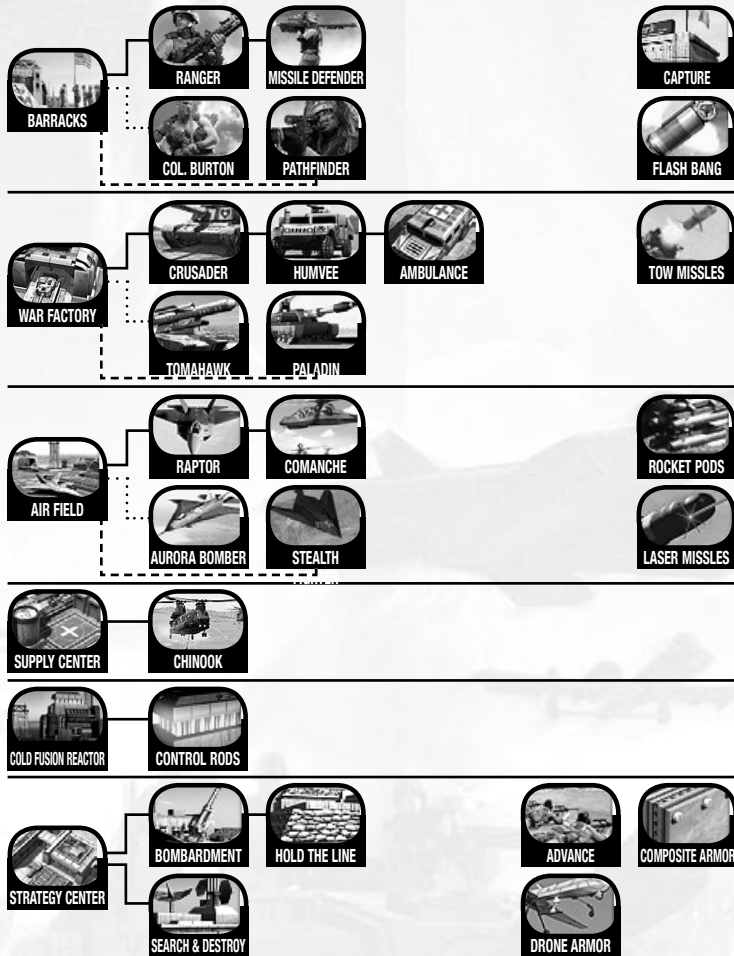 RANGER MISSILE DEFENDER CAPTURE
BARRACKS
COL. BURTON PATHFINDER FLASH BANG
CRUSADER HUMVEE AMBULANCE TOW MISSLES
WAR FACTORY
TOMAHAWK PALADIN
RAPTOR COMANCHE ROCKET PODS
AIR FIELD
AURORA BOMBER STEALTH LASER MISSLES
SUPPLY CENTER CHINOOK
COLD FUSION REACTOR CONTROL RODS
BOMBARDMENT HOLD THE LINE ADVANCE COMPOSITE ARMOR
STRATEGY CENTER
SEARCH & DESTROY DRONE ARMOR